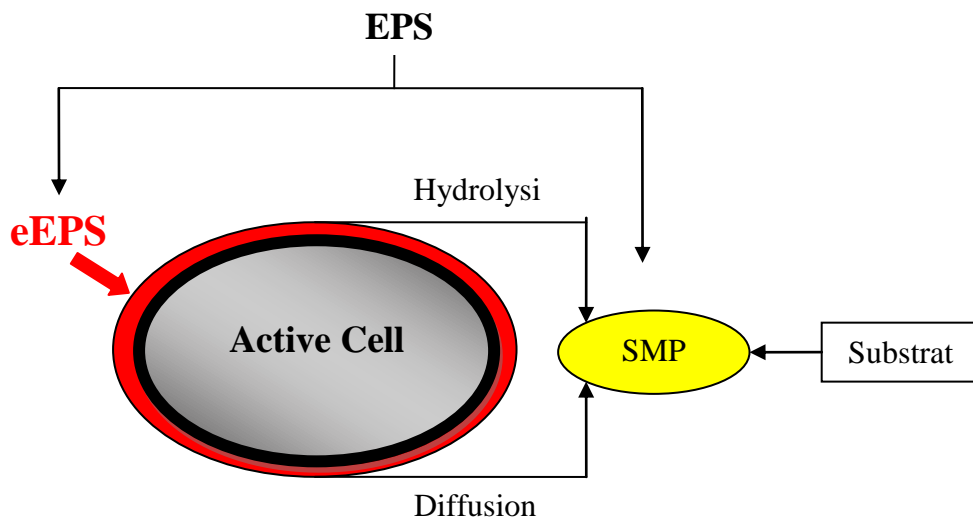 EPS
Hydrolysi
eEPS
Active Cell
SMP
Substrat
Diffusion